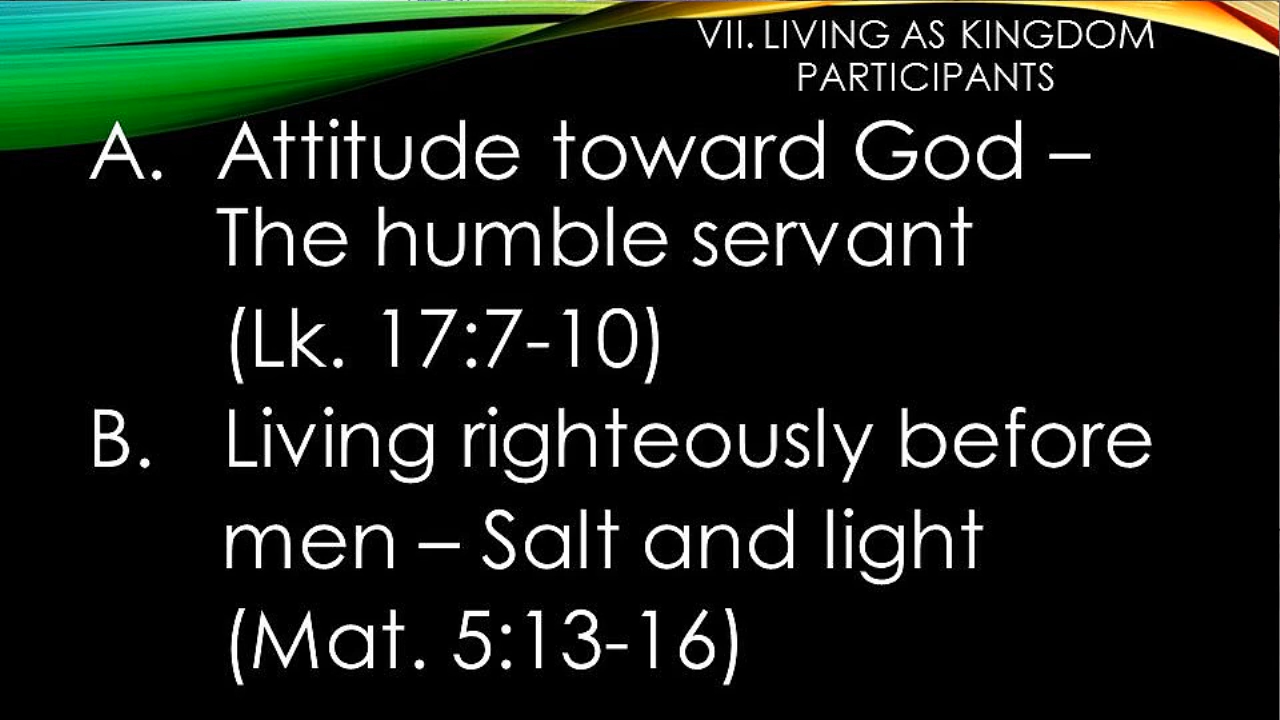 VII. LIVING AS KINGDOM
PARTICIPANTS
A. Attitude toward God –
The humble servant
(Lk. 17:7-10)
B. Living righteously before
men – Salt and light
(Mat. 5:13-16)